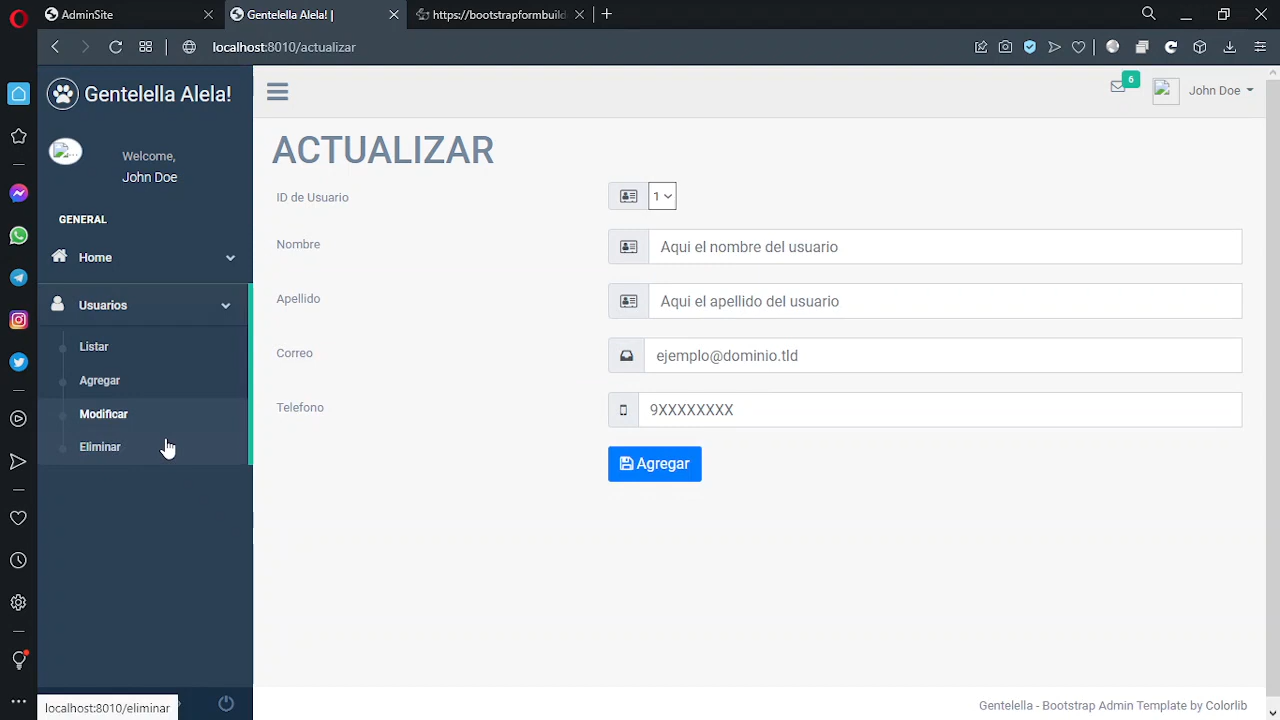 AdminSite
Gentelella Alela! |
https://bootstrapformbuild
localhost:8010/actualizar
Gentelella Alela!
6
John Doe
Welcome,
John Doe
GENERAL
Home
Usuarios
Listar
Agregar
Modificar
Eliminar
ACTUALIZAR
ID de Usuario
1
Nombre
Aqui el nombre del usuario
Apellido
Aqui el apellido del usuario
Correo
ejemplo@dominio.tld
Telefono
9XXXXXXXX
Agregar
localhost:8010/eliminar
Gentelella - Bootstrap Admin Template by Colorlib